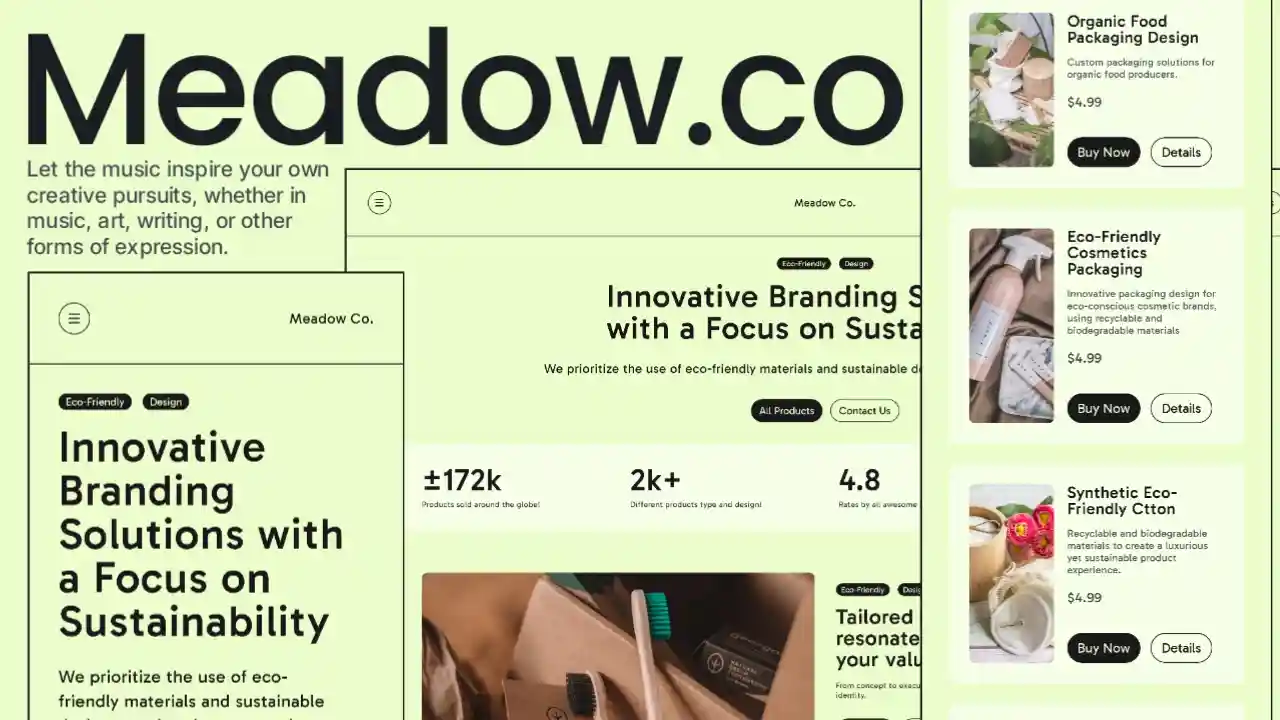 Meadow.co
Let the music inspire your own
creative pursuits, whether in
music, art, writing, or other
forms of expression.
Meadow Co.
Eco-Friendly
Design
Innovative
Branding
Solutions with
a Focus on
Sustainability
We prioritize the use of eco-
friendly materials and sustainable
Meadow Co.
Eco-Friendly
Design
Innovative Branding S
with a Focus on Susta
We prioritize the use of eco-friendly materials and sustainable de
All Products
Contact Us
±172k
Products sold around the globe!
2k+
Different products type and design!
4.8
Rates by all awesome
Eco-Friendly
Desig
Tailored
resonate
your valu
From concept to execu
identity.
Organic Food
Packaging Design
Custom packaging solutions for
organic food producers.
$4.99
Buy Now
Details
Eco-Friendly
Cosmetics
Packaging
Innovative packaging design for
eco-conscious cosmetic brands,
using recyclable and
biodegradable materials
$4.99
Buy Now
Details
Synthetic Eco-
Friendly Ctton
Recyclable and biodegradable
materials to create a luxurious
yet sustainable product
experience.
$4.99
Buy Now
Details